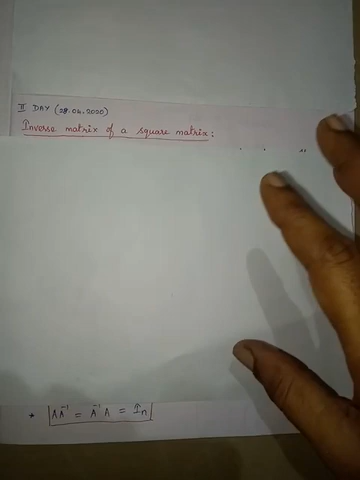 II DAY (28.04.2020)
Inverse matrix of a square matrix:
* AA⁻¹ = A⁻¹A = In